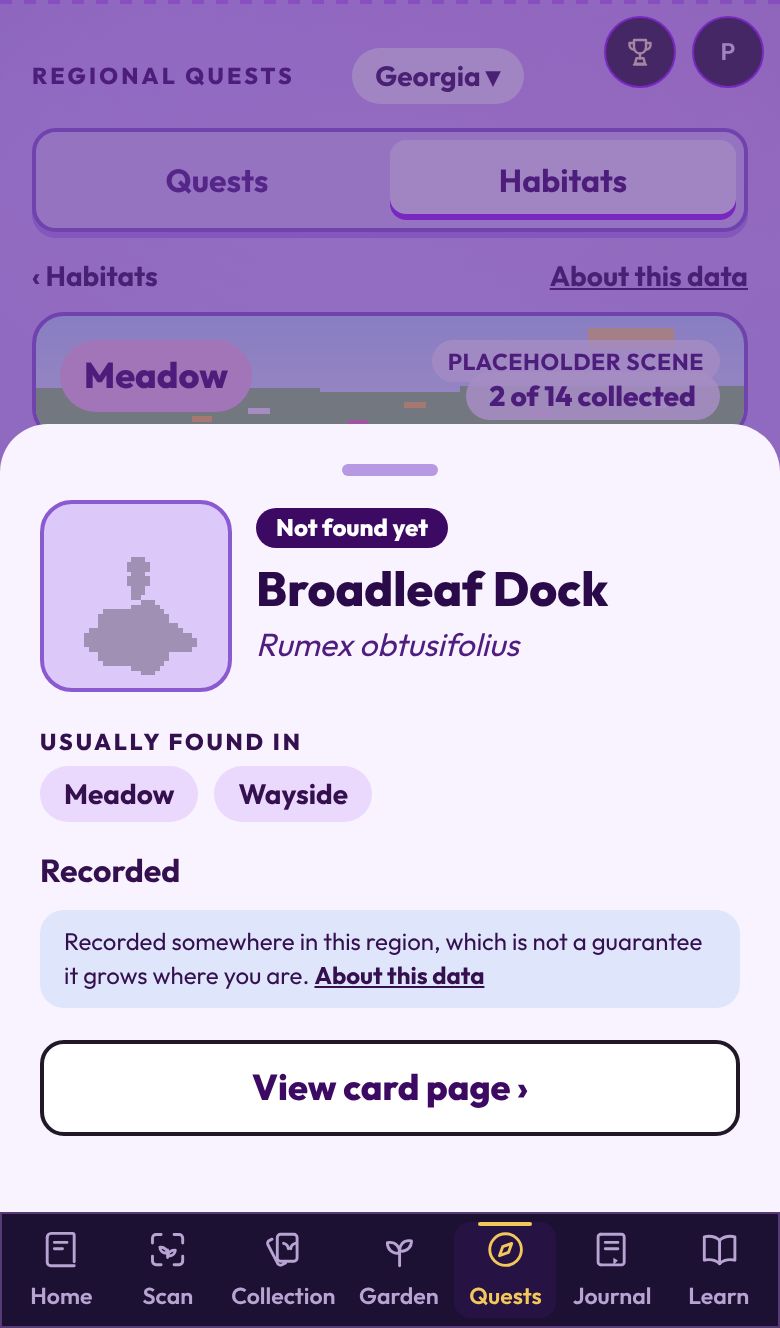 REGIONAL QUESTS
Georgia ▾
P
Quests
Habitats
‹ Habitats
About this data
Meadow
PLACEHOLDER SCENE
2 of 14 collected
Not found yet
Broadleaf Dock
Rumex obtusifolius
USUALLY FOUND IN
Meadow
Wayside
Recorded
Recorded somewhere in this region, which is not a guarantee
it grows where you are. About this data
View card page ›
Home
Scan
Collection
Garden
Quests
Journal
Learn